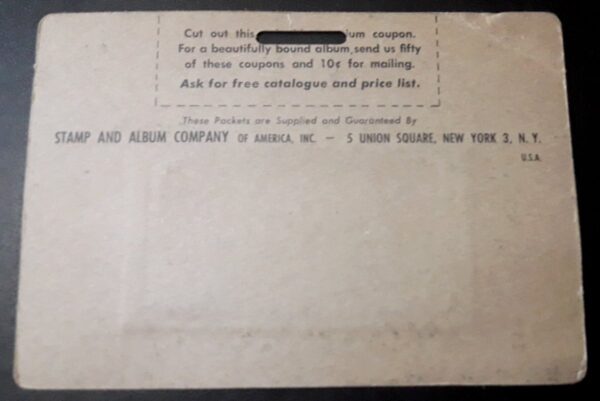 Cut out this ium coupon.
For a beautifully bound album, send us fifty
of these coupons and 10¢ for mailing.
Ask for free catalogue and price list.
These Packets are Supplied and Guaranteed By
STAMP AND ALBUM COMPANY OF AMERICA, INC. — 5 UNION SQUARE, NEW YORK 3, N. Y.
U.S.A.